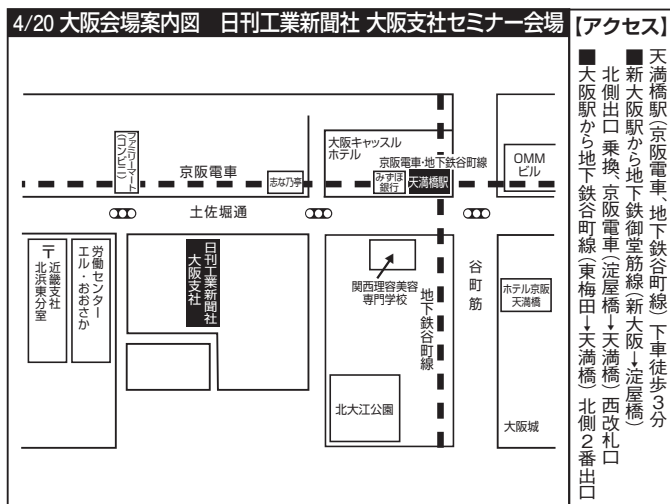 4/20 大阪会場案内図 日刊工業新聞社 大阪支社セミナー会場
【アクセス】
天満橋駅(京阪電車、地下鉄谷町線) 下車徒歩3分
■新大阪駅から地下鉄御堂筋線(新大阪→淀屋橋)
北側出口 乗換、京阪電車(淀屋橋→天満橋) 西改札口
■大阪駅から地下鉄谷町線(東梅田→天満橋) 北側2番出口
ファミリーマート
(コンビニ)
京阪電車
志な乃亭
大阪キャッスル
ホテル
京阪電車・地下鉄谷町線
みずほ
銀行
天満橋駅
OMM
ビル
土佐堀通
〒
近畿支社
北浜東分室
労働センター
エル・おおさか
日刊工業新聞社
大阪支社
関西理容美容
専門学校
地下鉄谷町線
谷町筋
ホテル京阪
天満橋
北大江公園
大阪城